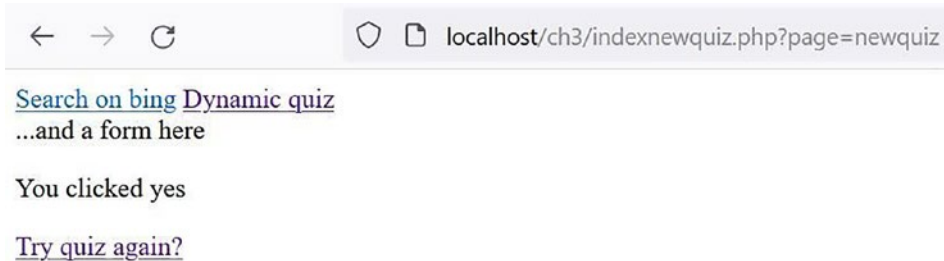 localhost/ch3/indexnewquiz.php?page=newquiz
Search on bing Dynamic quiz
...and a form here
You clicked yes
Try quiz again?